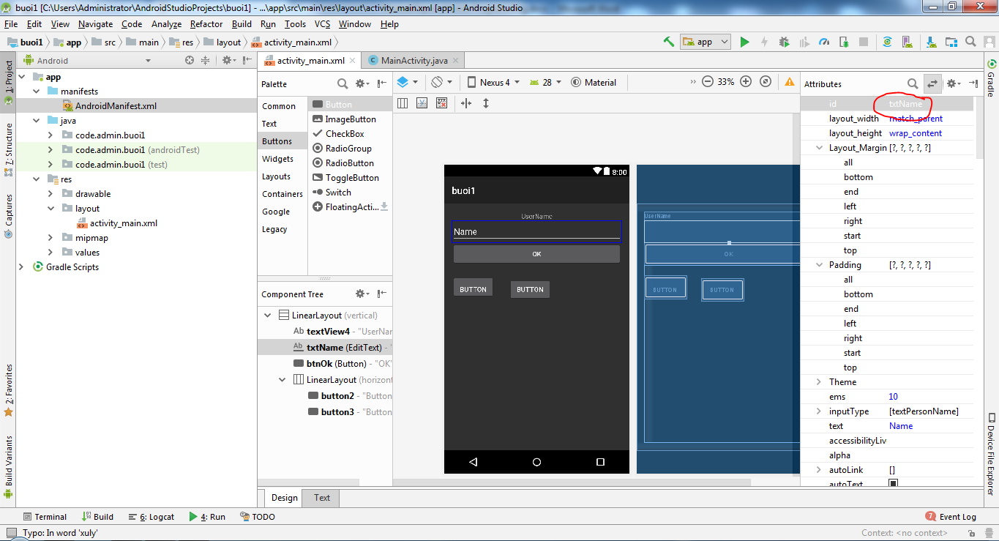 buoi1 [C:\Users\Administrator\AndroidStudioProjects\buoi1] - ...\app\src\main\res\layout\activity_main.xml [app] - Android Studio
File Edit View Navigate Code Analyze Refactor Build Run Tools VCS Window Help
buoi1 app src main res layout activity_main.xml
app
1: Project
7: Structure
Captures
2: Favorites
Build Variants
Android
app
manifests
AndroidManifest.xml
java
code.admin.buoi1
code.admin.buoi1 (androidTest)
code.admin.buoi1 (test)
res
drawable
layout
activity_main.xml
mipmap
values
Gradle Scripts
activity_main.xml
MainActivity.java
Palette
Common
Text
Buttons
Widgets
Layouts
Containers
Google
Legacy
Button
ImageButton
CheckBox
RadioGroup
RadioButton
ToggleButton
Switch
FloatingActi...
Component Tree
LinearLayout (vertical)
Ab textView4 - "UserNar
Ab txtName (EditText) - "
btnOk (Button) - "OK"
LinearLayout (horizont
button2 - "Button
button3 - "Button
Nexus 4 28 Material 33%
8:00
buoi1
UserName
Name
OK
BUTTON BUTTON
UserName
OK
BUTTON BUTTON
Design Text
Attributes
id txtName
layout_width match_parent
layout_height wrap_content
Layout_Margin [?, ?, ?, ?, ?]
all
bottom
end
left
right
start
top
Padding [?, ?, ?, ?, ?]
all
bottom
end
left
right
start
top
Theme
ems 10
inputType [textPersonName]
text Name
accessibilityLiv
alpha
autoLink []
autoText
Gradle
Device File Explorer
Terminal Build 6: Logcat 4: Run TODO
7 Event Log
Typo: In word 'xuly'
Context: <no context>